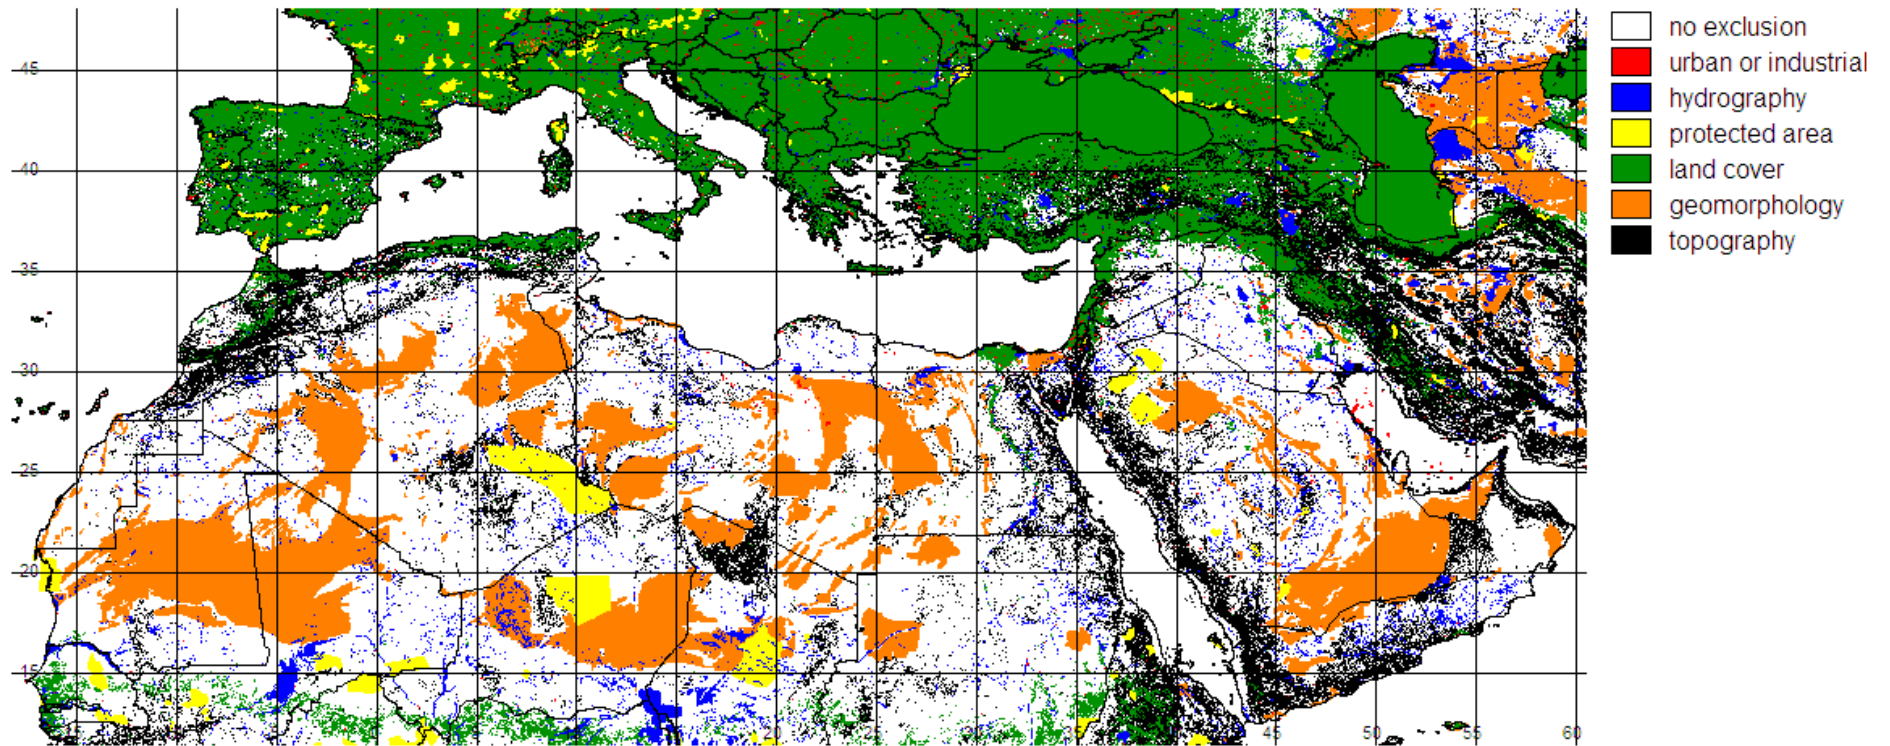 no exclusion
urban or industrial
hydrography
protected area
land cover
geomorphology
topography
45
40
35
30
25
20
15
20
45
50
55
60